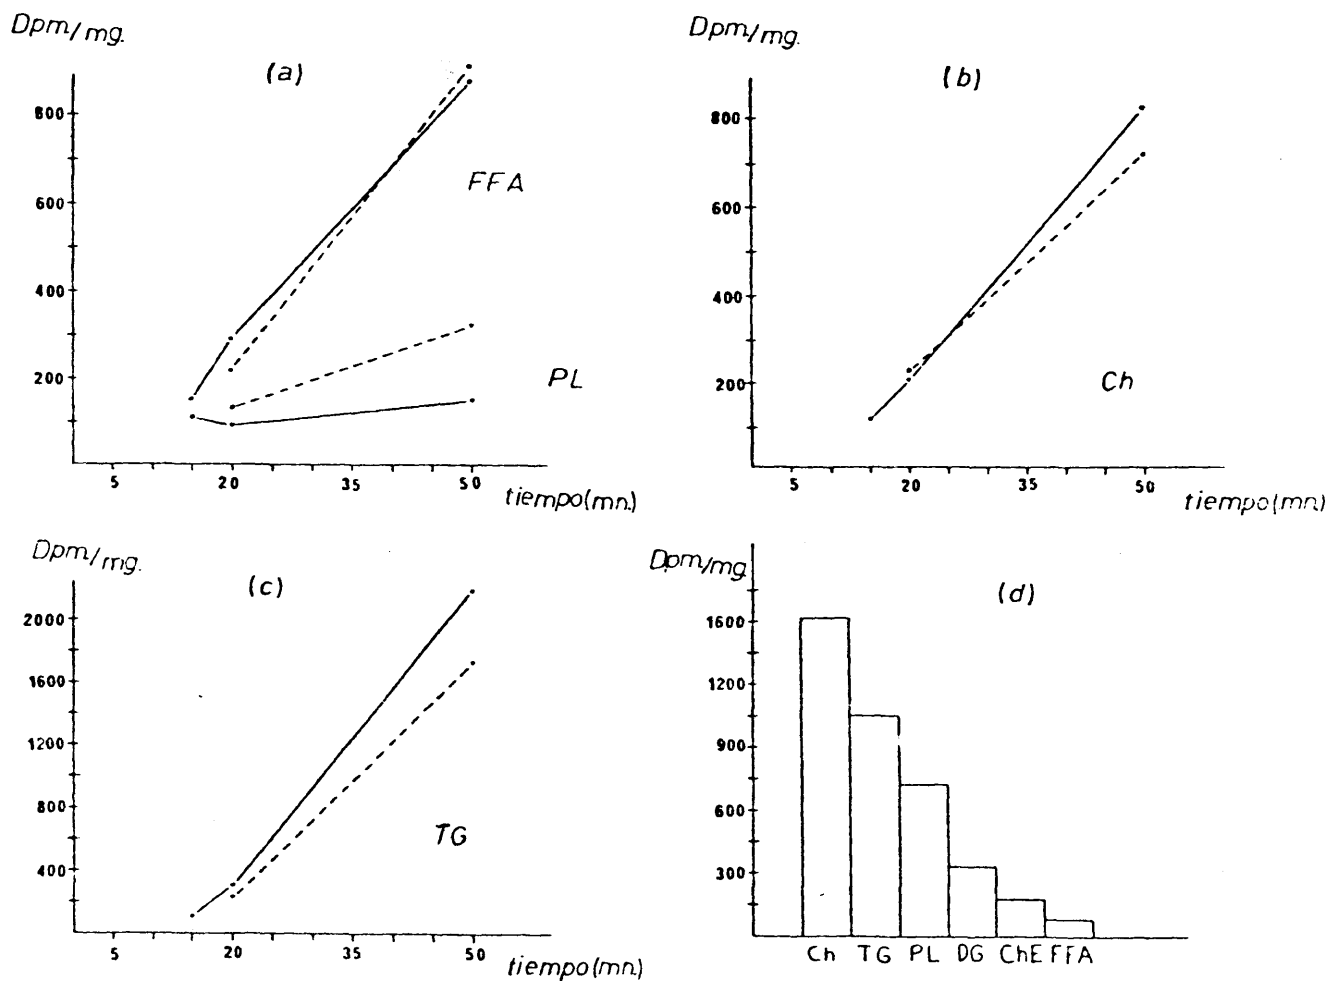 Dpm/mg.
(a)
800
600
400
200
FFA
PL
5 20 35 50
tiempo(mn.)
Dpm/mg.
(b)
800
600
400
200
Ch
5 20 35 50
tiempo(mn.)
Dpm/mg.
(c)
2000
1600
1200
800
400
TG
5 20 35 50
tiempo(mn.)
Dpm/mg.
(d)
1600
1200
900
600
300
Ch TG PL DG ChE FFA